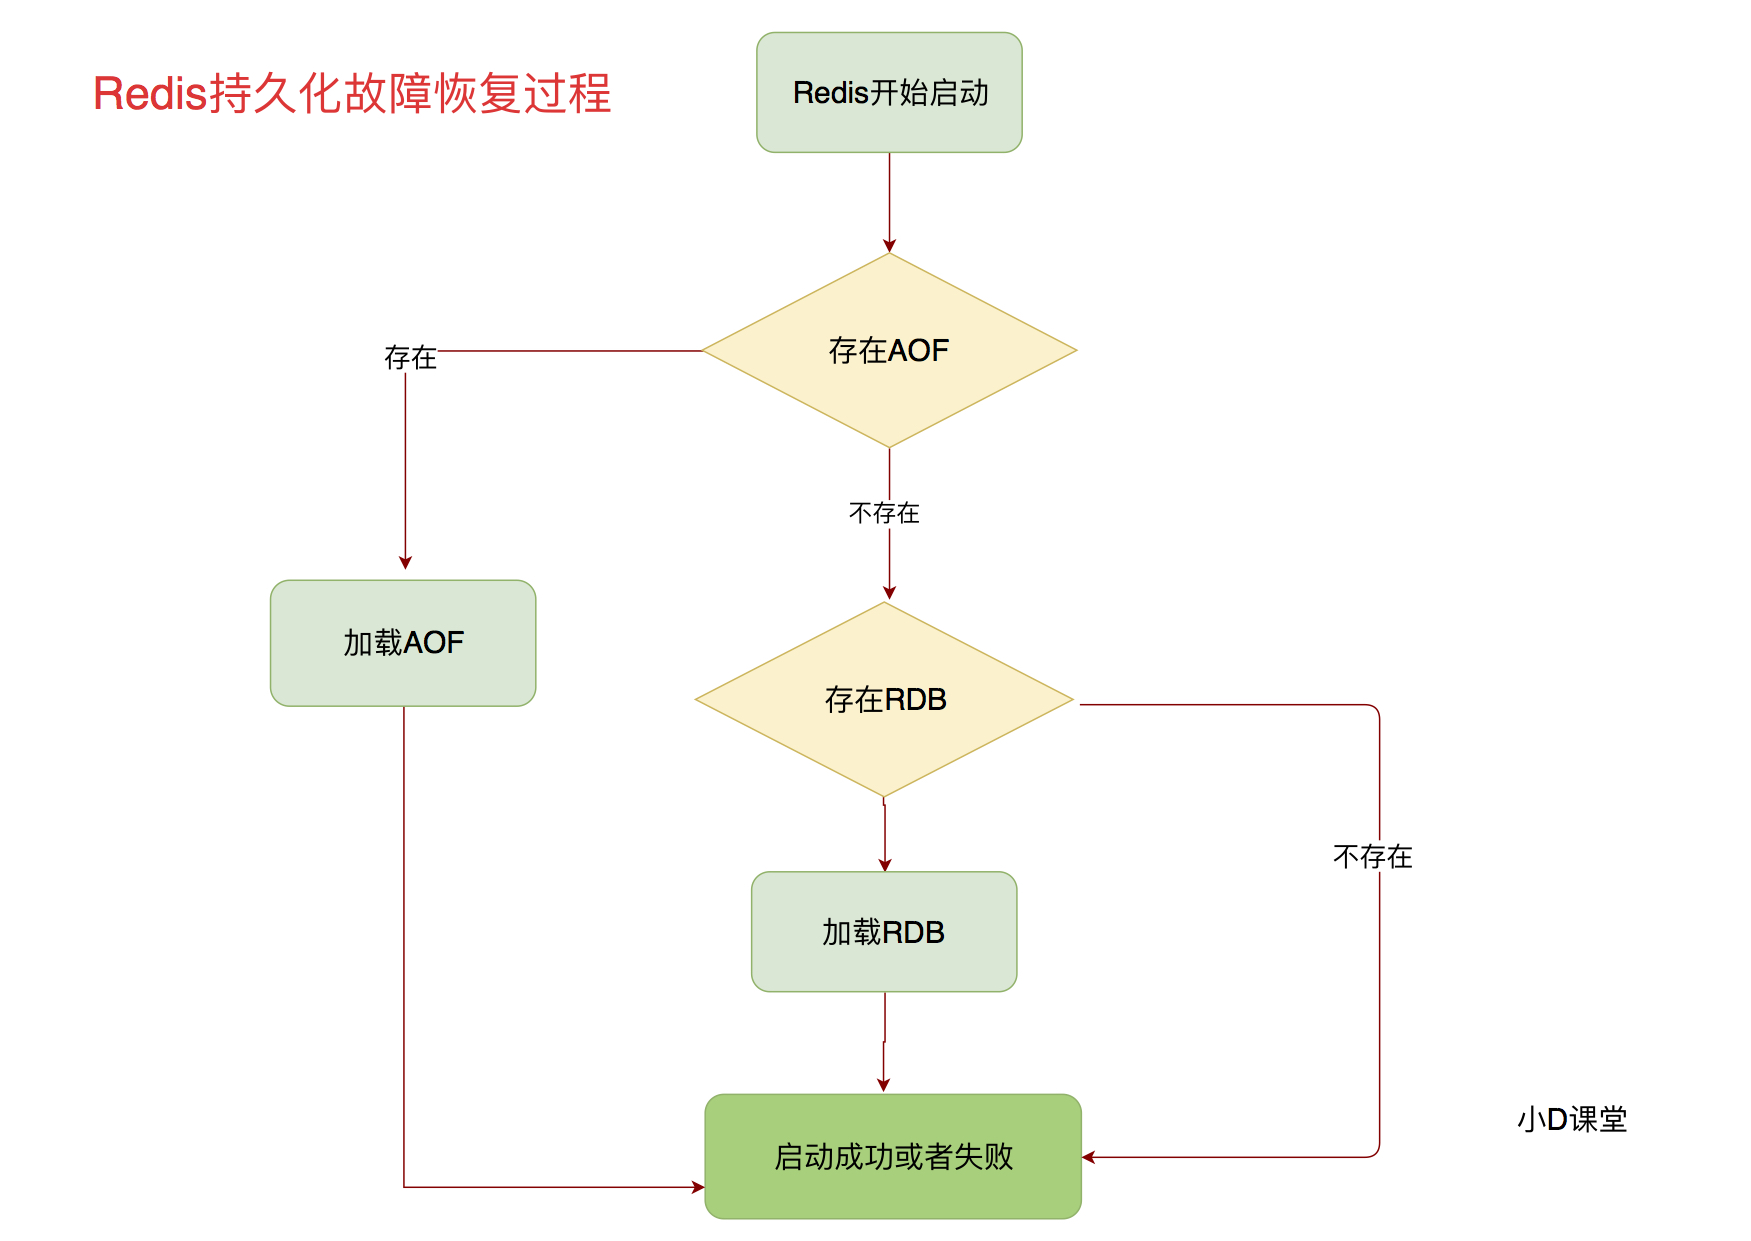 Redis持久化故障恢复过程
Redis开始启动
存在AOF
存在
不存在
加载AOF
存在RDB
不存在
加载RDB
小D课堂
启动成功或者失败